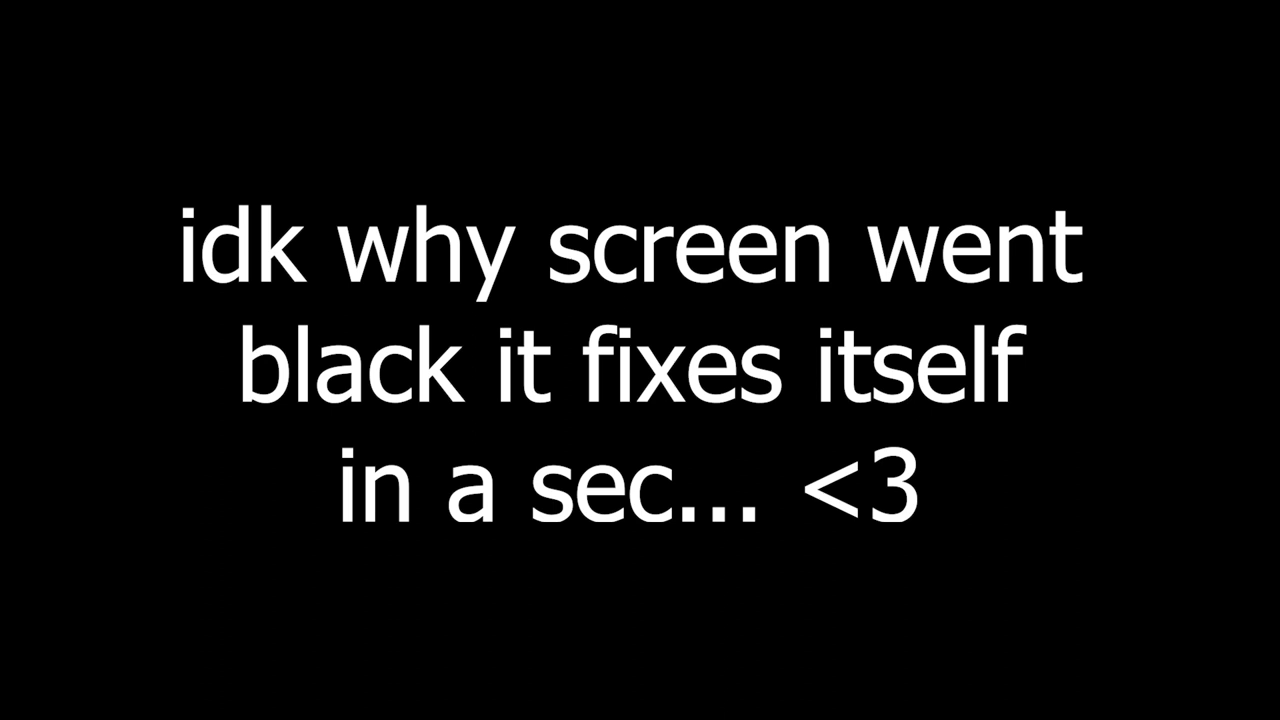 idk why screen went
black it fixes itself
in a sec... <3